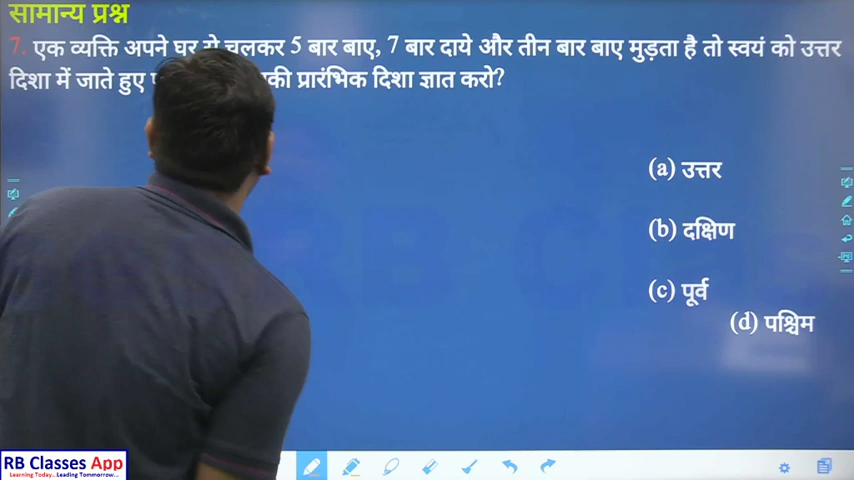 सामान्य प्रश्न
7. एक व्यक्ति अपने घर से चलकर 5 बार बाए, 7 बार दाये और तीन बार बाए मुड़ता है तो स्वयं को उत्तर
दिशा में जाते हुए प्रारंभिक दिशा ज्ञात करो?
(a) उत्तर
(b) दक्षिण
(c) पूर्व
(d) पश्चिम
RB Classes App
Learning Today...Leading Tommorrow...